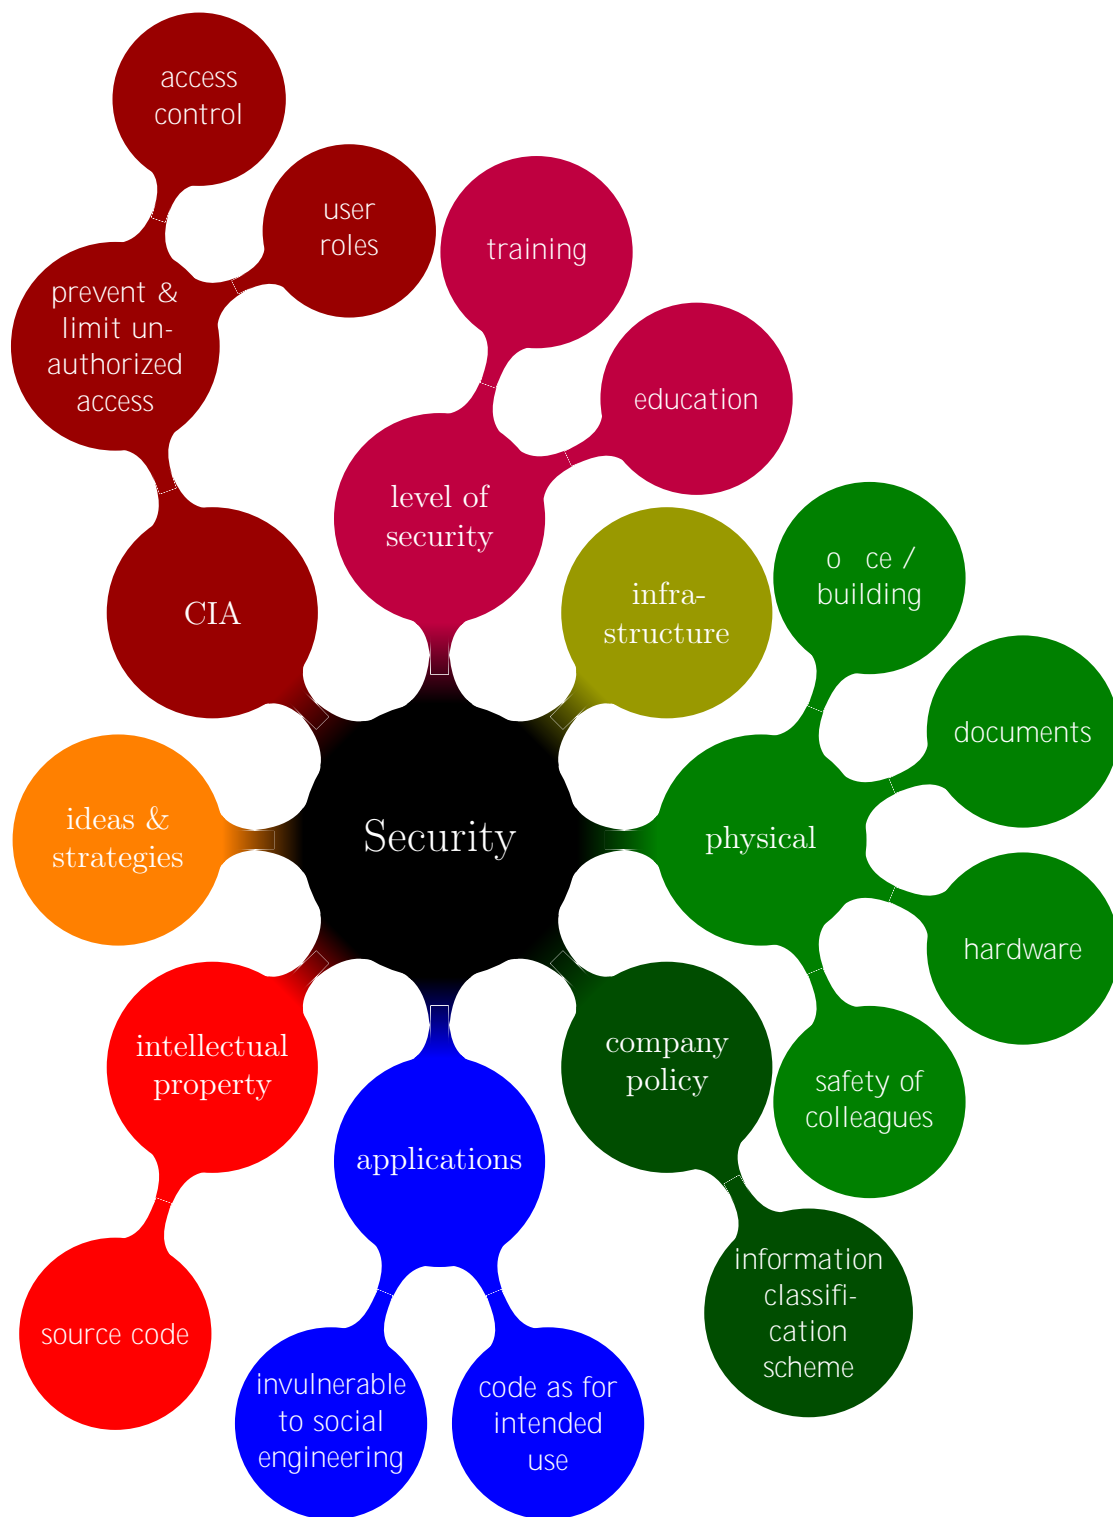 access
control
user
roles
prevent &
limit un-
authorized
access
training
education
level of
security
CIA
infra-
structure
o ce /
building
documents
ideas &
strategies
Security
physical
hardware
intellectual
property
company
policy
safety of
colleagues
applications
source code
information
classifi-
cation
scheme
invulnerable
to social
engineering
code as for
intended
use